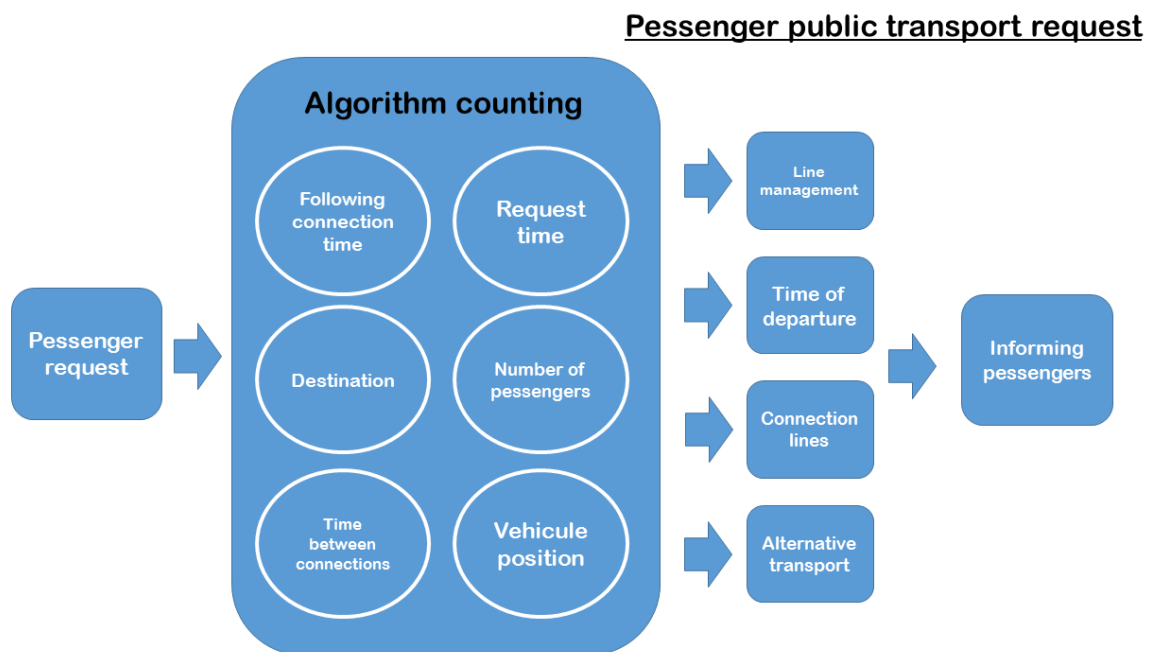 Pessenger public transport request
Algorithm counting
Following
connection
time
Request
time
Destination
Number of
pessengers
Time
between
connections
Vehicule
position
Pessenger
request
Line
management
Time of
departure
Connection
lines
Alternative
transport
Informing
pessengers